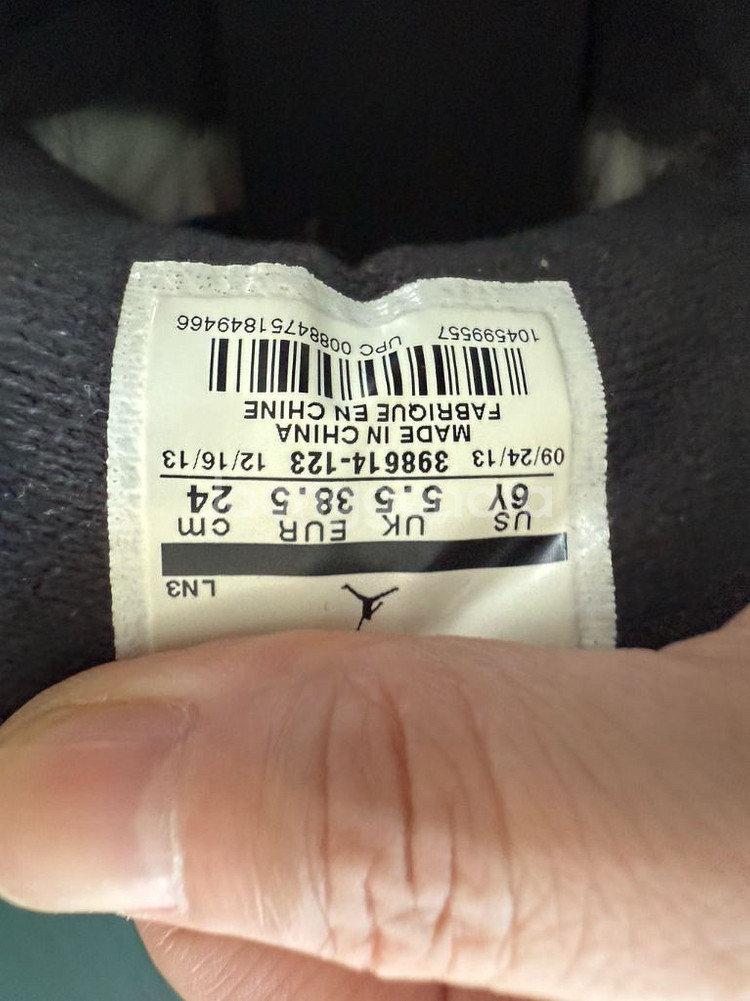 LN3
US UK EUR cm
6Y 5.5 38.5 24
09/24/13 398614-123 12/16/13
MADE IN CHINA
FABRIQUE EN CHINE
104599557 UPC 00884751849466